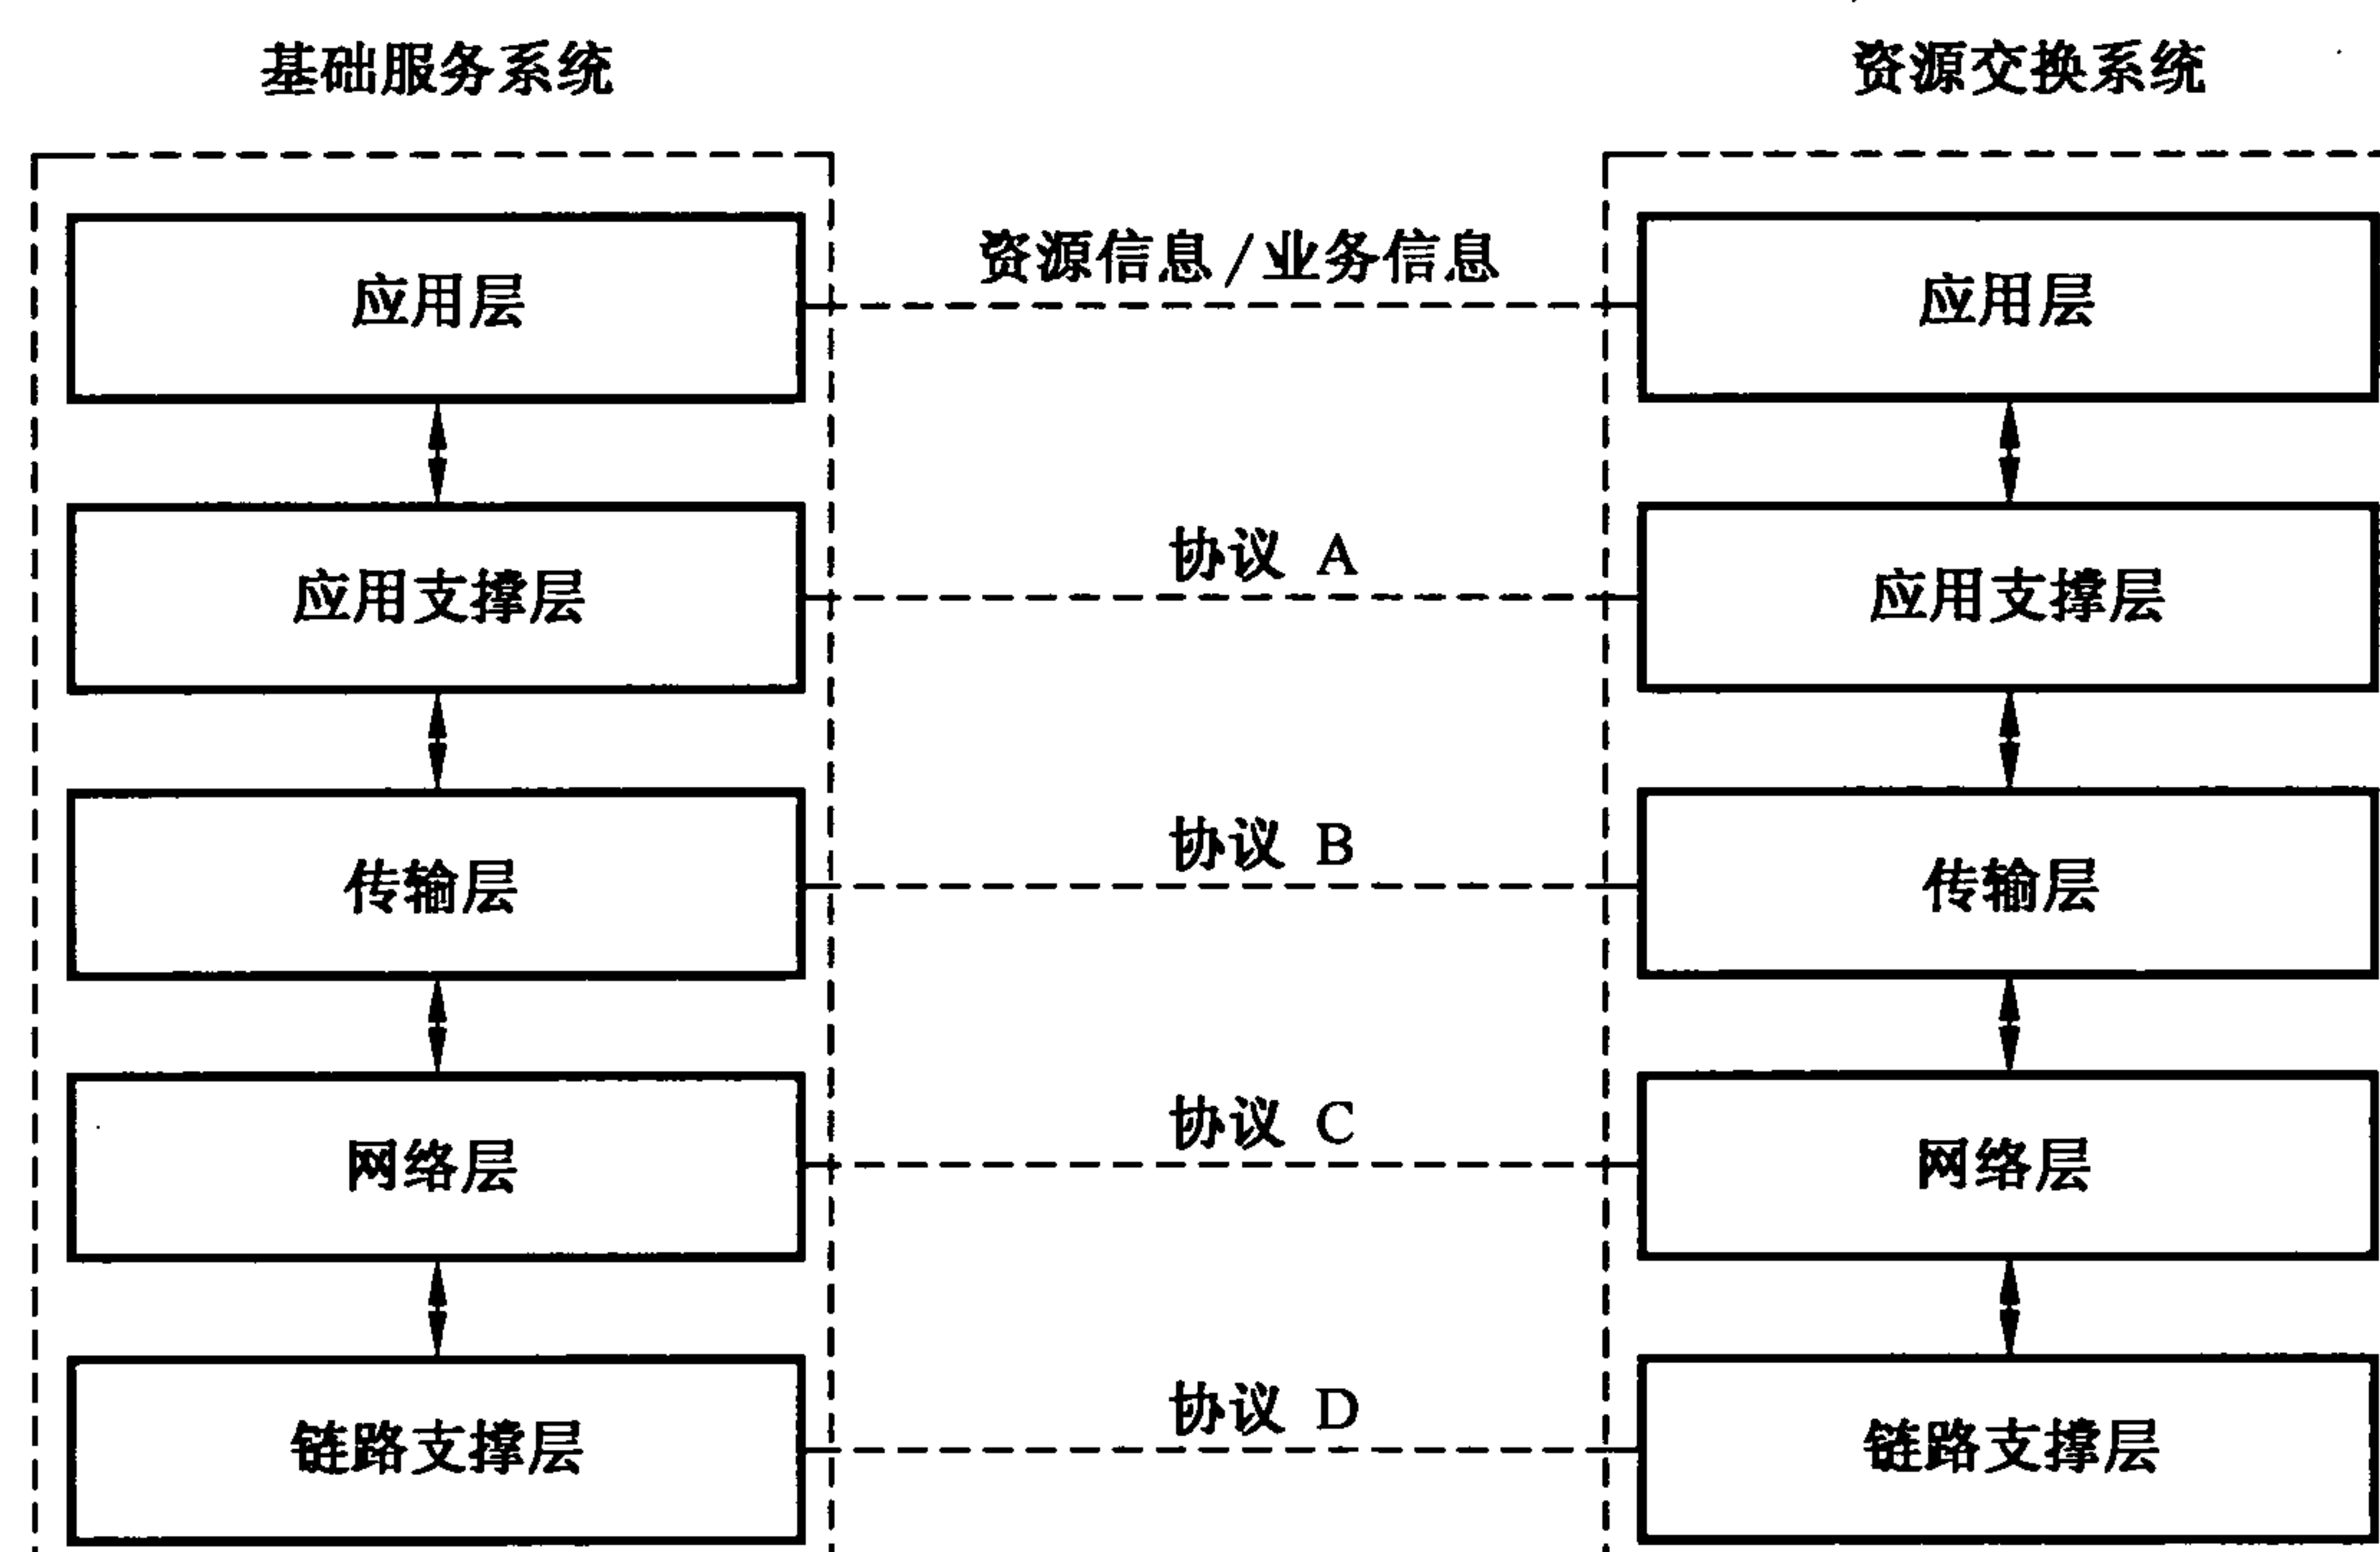 基础服务系统 资源交换系统
应用层 资源信息/业务信息 应用层
应用支撑层 协议 A 应用支撑层
传输层 协议 B 传输层
网络层 协议 C 网络层
链路支撑层 协议 D 链路支撑层